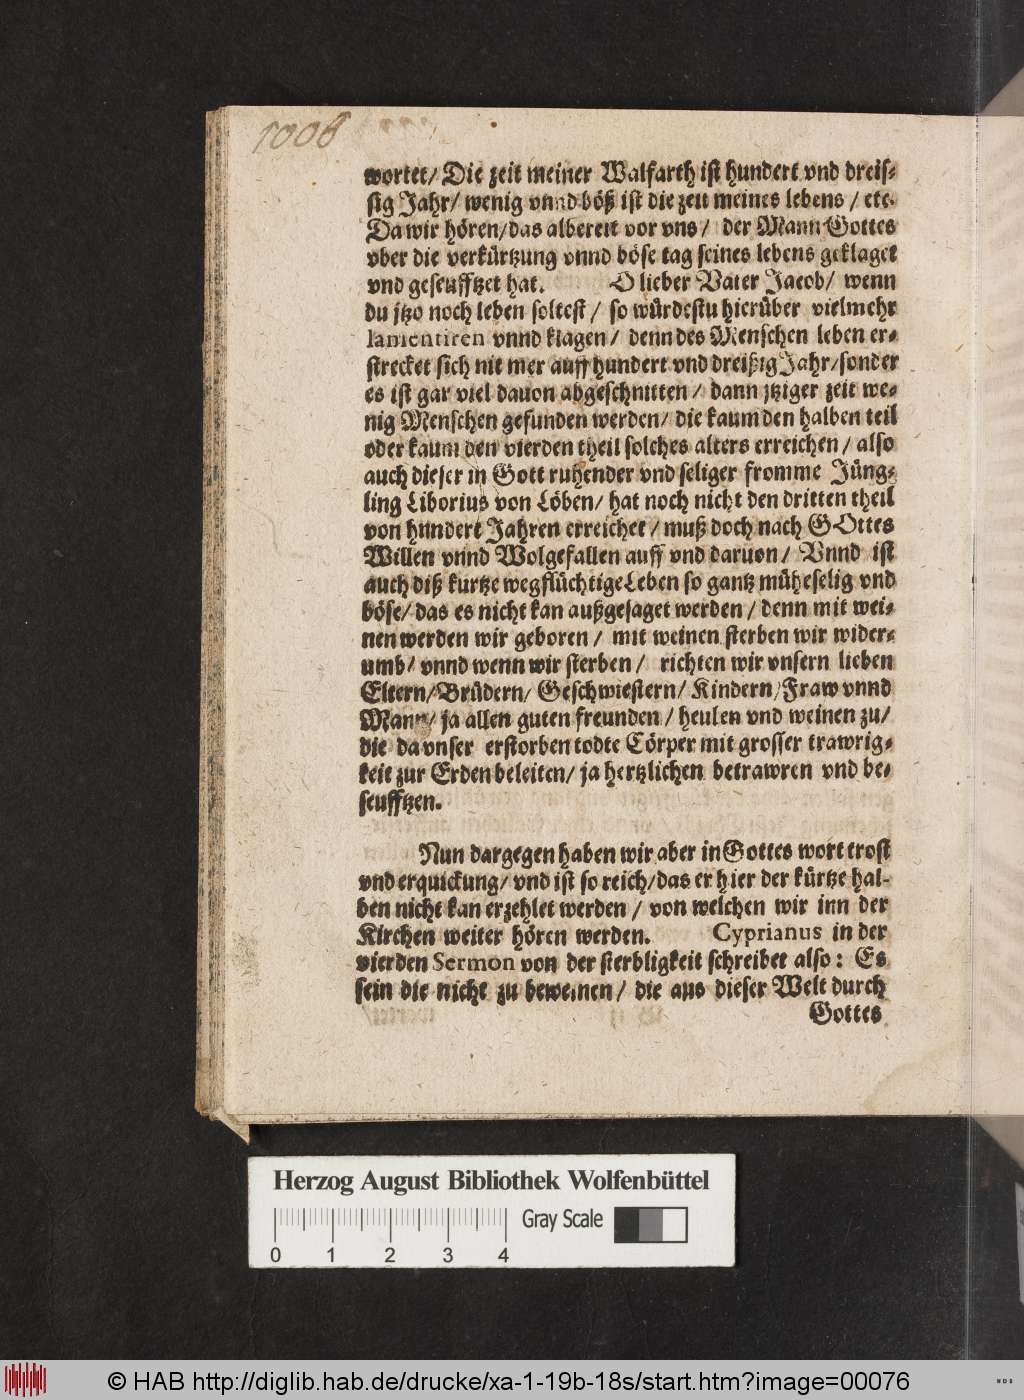 1008
wortet/ Die zeit meiner Walfarth ist hundert vnd dreis-
sig Jahr/ wenig vnnd böß ist die zeit meines lebens / etc.
Da wir hören/das albereit vor vns / der Mann Gottes
vber die verkürtzung vnnd böse tag seines lebens geklaget
vnd geseufftzet hat. O lieber Vater Jacob/ wenn
du jtzo noch leben soltest / so würdestu hierüber vielmehr
lamentiren vnnd klagen / denn des Menschen leben er-
strecket sich nit mer auff hundert vnd dreißig Jahr/sonder
es ist gar viel dauon abgeschnitten / dann jtziger zeit we-
nig Menschen gefunden werden/ die kaum den halben teil
oder kaum den vierden theil solches alters erreichen / also
auch dieser in Gott ruhender vnd seliger fromme Jüng-
ling Liborius von Löben/ hat noch nicht den dritten theil
von hnndert Jahren erreichet / muß doch nach GOttes
Willen vnnd Wolgefallen auff vnd daruon / Vnnd ist
auch diß kurtze wegflüchtige Leben so gantz müheselig vnd
böse/ das es nicht kan außgesaget werden / denn mit wei-
nen werden wir geboren / mit weinen sterben wir wider-
umb/ vnnd wenn wir sterben / richten wir vnsern lieben
Eltern/Brüdern/ Geschwiestern/ Kindern/Fraw vnnd
Mann/ ja allen guten freunden / heulen vnd weinen zu/
die da vnser erstorben todte Cörper mit grosser trawrig-
keit zur Erden beleiten/ ja hertzlichen betrawren vnd be-
seufftzen.
Nun dargegen haben wir aber in Gottes wort trost
vnd erquickung/ vnd ist so reich/das er hier der kürtze hal-
ben nicht kan erzehlet werden / von welchen wir inn der
Kirchen weiter hören werden. Cyprianus in der
vierden Sermon von der sterbligkeit schreibet also: Es
sein die nicht zu beweinen / die aus dieser Welt durch
Gottes
Herzog August Bibliothek Wolfenbüttel
Gray Scale
0 1 2 3 4
© HAB http://diglib.hab.de/drucke/xa-1-19b-18s/start.htm?image=00076